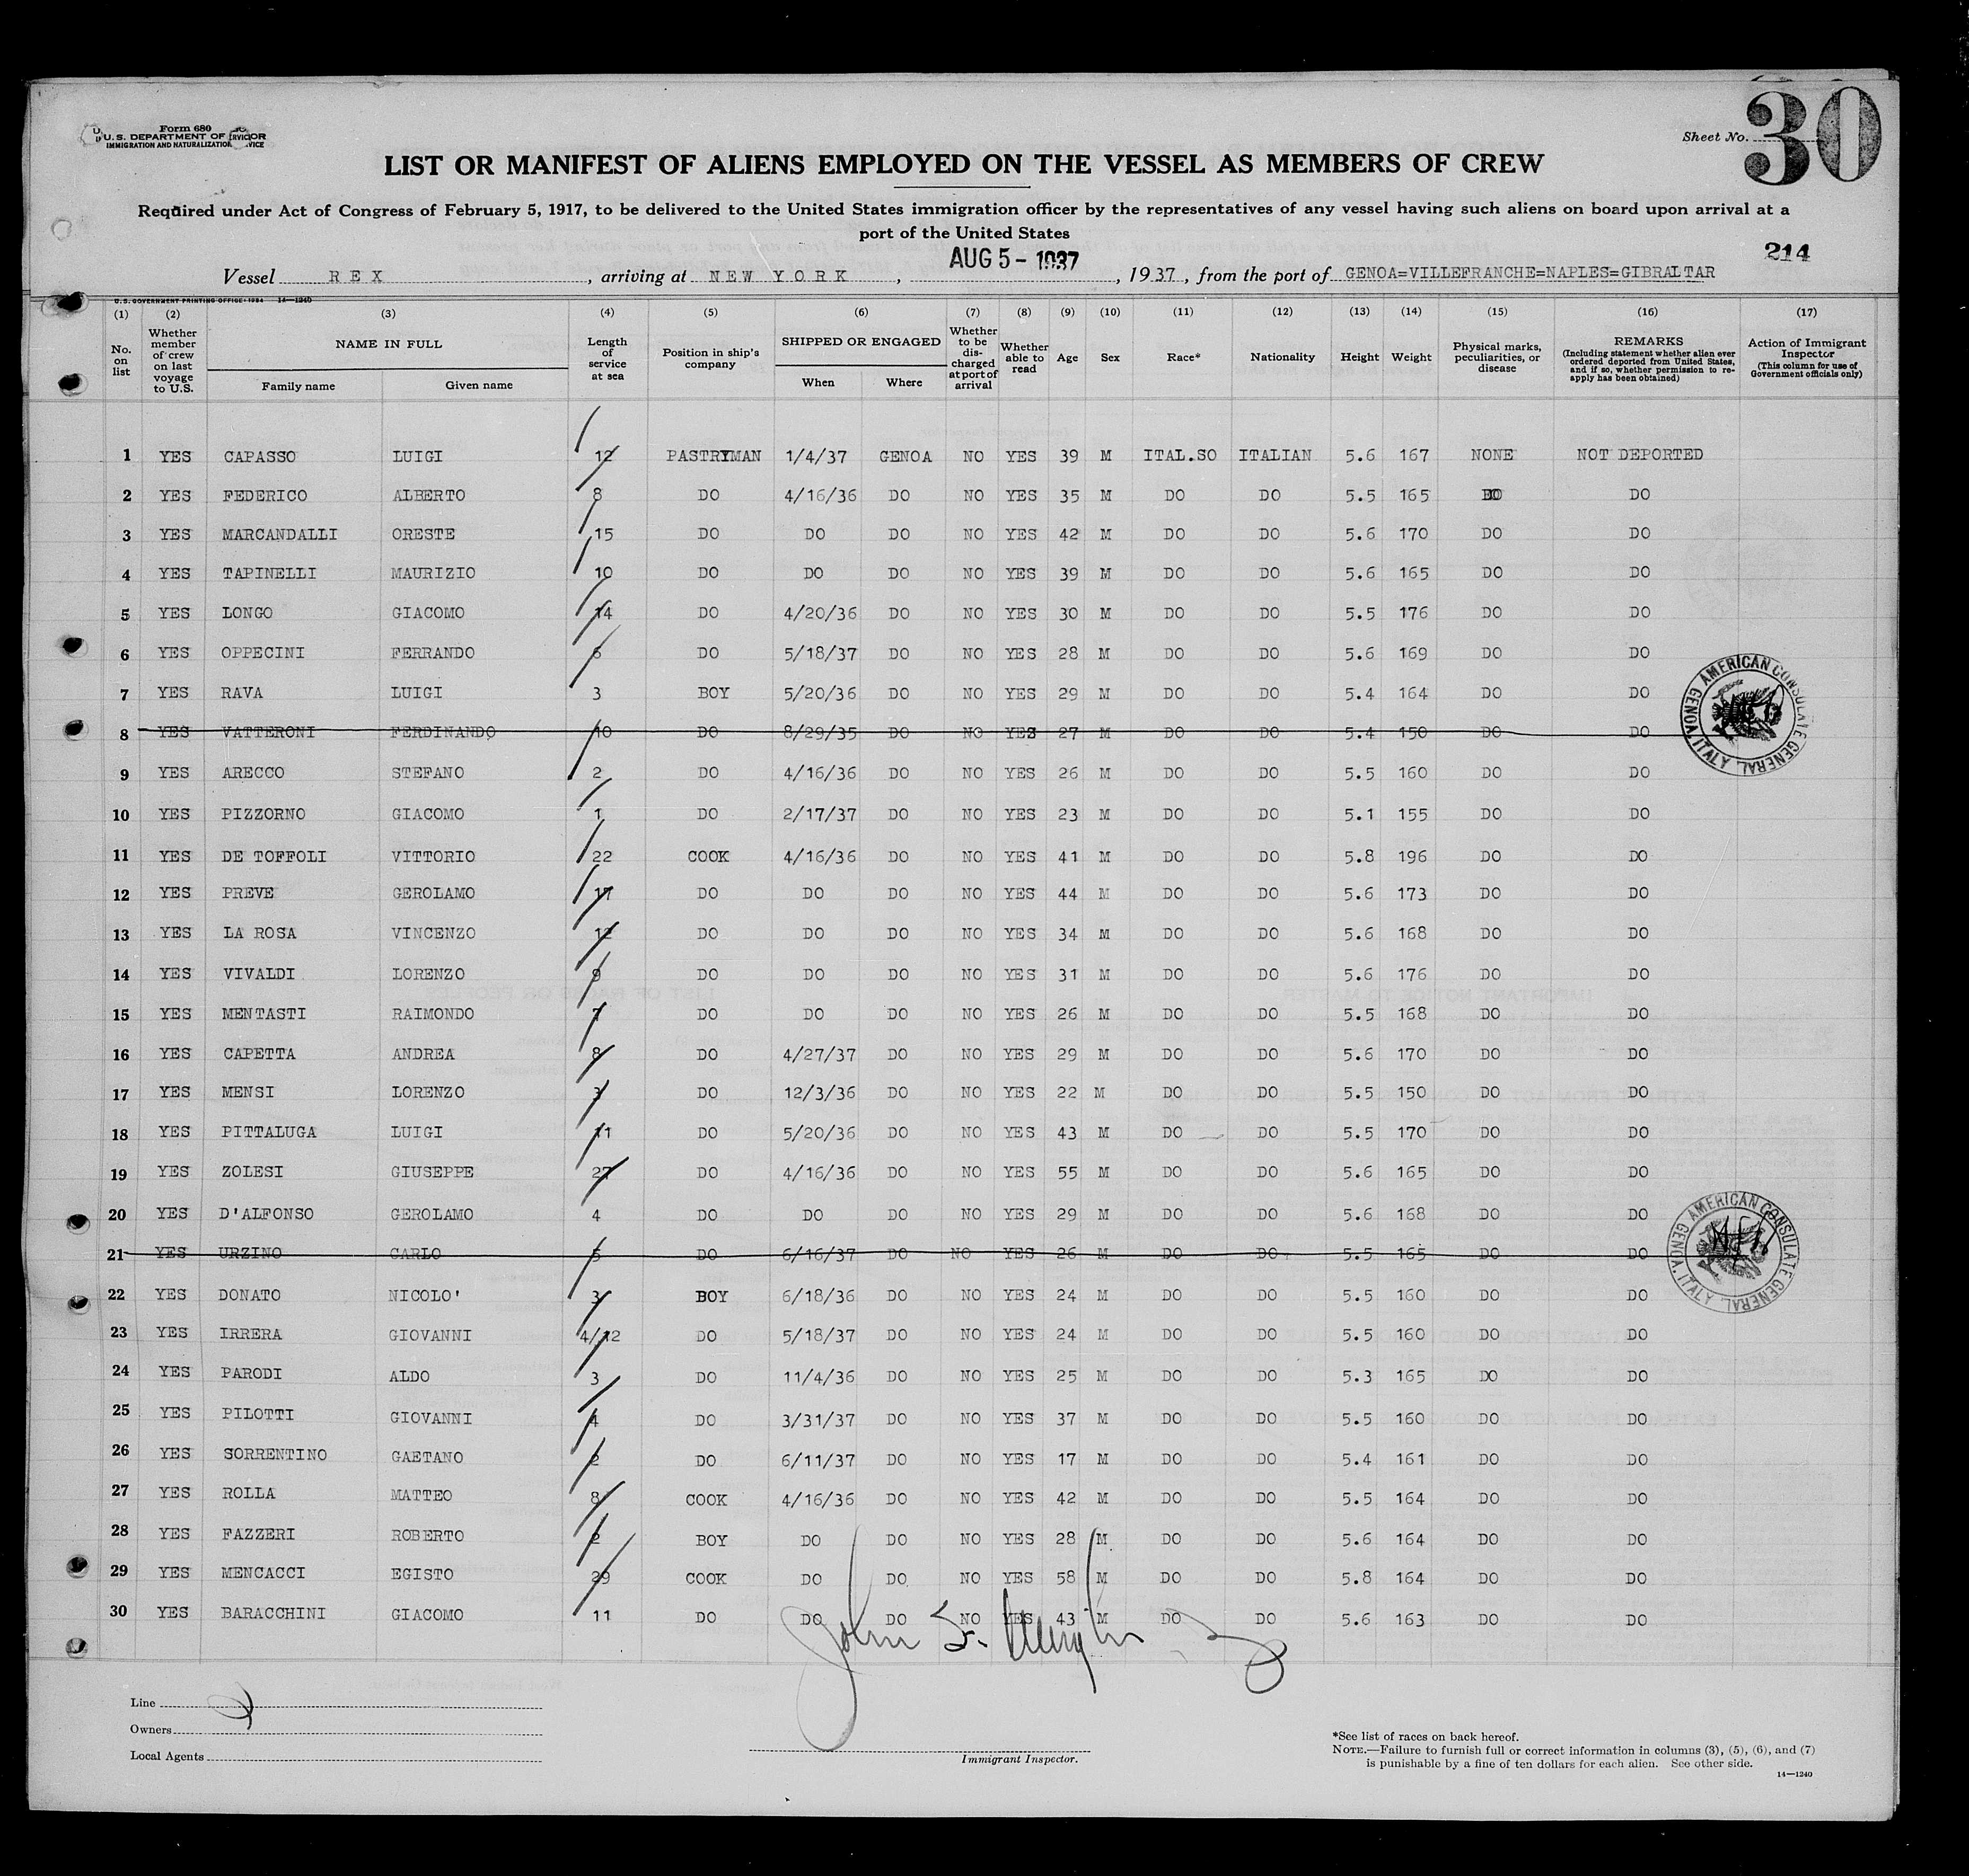 Form 680
U. S. DEPARTMENT OF
IMMIGRATION AND NATURALIZATION
Sheet No. 30
LIST OR MANIFEST OF ALIENS EMPLOYED ON THE VESSEL AS MEMBERS OF CREW
Required under Act of Congress of February 5, 1917, to be delivered to the United States immigration officer by the representatives of any vessel having such aliens on board upon arrival at a
port of the United States
214
AUG 5 - 1937
Vessel REX, arriving at NEW YORK, , 1937, from the port of GENOA=VILLEFRANCHE=NAPLES=GIBRALTAR
U. S. GOVERNMENT PRINTING OFFICE: 1934 14—1240
(1) (2) (3) (4) (5) (6) (7) (8) (9) (10) (11) (12) (13) (14) (15) (16) (17)
No. on list Whether member of crew on last voyage to U.S. NAME IN FULL Family name Given name Length of service at sea Position in ship's company SHIPPED OR ENGAGED When Where Whether to be discharged at port of arrival Whether able to read Age Sex Race* Nationality Height Weight Physical marks, peculiarities, or disease REMARKS (Including statement whether alien ever ordered deported from United States, and if so, whether permission to re-apply has been obtained) Action of Immigrant Inspector (This column for use of Government officials only)
1 YES CAPASSO LUIGI 12 PASTRYMAN 1/4/37 GENOA NO YES 39 M ITAL.SO ITALIAN 5.6 167 NONE NOT DEPORTED
2 YES FEDERICO ALBERTO 8 DO 4/16/36 DO NO YES 35 M DO DO 5.5 165 DO DO
3 YES MARCANDALLI ORESTE 15 DO DO DO NO YES 42 M DO DO 5.6 170 DO DO
4 YES TAPINELLI MAURIZIO 10 DO DO DO NO YES 39 M DO DO 5.6 165 DO DO
5 YES LONGO GIACOMO 14 DO 4/20/36 DO NO YES 30 M DO DO 5.5 176 DO DO
6 YES OPPECINI FERRANDO 6 DO 5/18/37 DO NO YES 28 M DO DO 5.6 169 DO DO
7 YES RAVA LUIGI 3 BOY 5/20/36 DO NO YES 29 M DO DO 5.4 164 DO DO
8 YES VATTERONI FERDINANDO 10 DO 8/29/35 DO NO YES 27 M DO DO 5.4 150 DO DO
AMERICAN CONSULATE GENERAL GENOA, ITALY
9 YES ARECCO STEFANO 2 DO 4/16/36 DO NO YES 26 M DO DO 5.5 160 DO DO
10 YES PIZZORNO GIACOMO 1 DO 2/17/37 DO NO YES 23 M DO DO 5.1 155 DO DO
11 YES DE TOFFOLI VITTORIO 22 COOK 4/16/36 DO NO YES 41 M DO DO 5.8 196 DO DO
12 YES PREVE GEROLAMO 17 DO DO DO NO YES 44 M DO DO 5.6 173 DO DO
13 YES LA ROSA VINCENZO 12 DO DO DO NO YES 34 M DO DO 5.6 168 DO DO
14 YES VIVALDI LORENZO 9 DO DO DO NO YES 31 M DO DO 5.6 176 DO DO
15 YES MENTASTI RAIMONDO 7 DO DO DO NO YES 26 M DO DO 5.5 168 DO DO
16 YES CAPETTA ANDREA 8 DO 4/27/37 DO NO YES 29 M DO DO 5.6 170 DO DO
17 YES MENSI LORENZO 3 DO 12/3/36 DO NO YES 22 M DO DO 5.5 150 DO DO
18 YES PITTALUGA LUIGI 11 DO 5/20/36 DO NO YES 43 M DO DO 5.5 170 DO DO
19 YES ZOLESI GIUSEPPE 27 DO 4/16/36 DO NO YES 55 M DO DO 5.6 165 DO DO
20 YES D'ALFONSO GEROLAMO 4 DO DO DO NO YES 29 M DO DO 5.6 168 DO DO
21 YES URZINO CARLO 5 DO 6/16/37 DO NO YES 26 M DO DO 5.5 165 DO DO
AMERICAN CONSULATE GENERAL GENOA, ITALY
22 YES DONATO NICOLO' 3 BOY 6/18/36 DO NO YES 24 M DO DO 5.5 160 DO DO
23 YES IRRERA GIOVANNI 4/12 DO 5/18/37 DO NO YES 24 M DO DO 5.5 160 DO DO
24 YES PARODI ALDO 3 DO 11/4/36 DO NO YES 25 M DO DO 5.3 165 DO DO
25 YES PILOTTI GIOVANNI 4 DO 3/31/37 DO NO YES 37 M DO DO 5.5 160 DO DO
26 YES SORRENTINO GAETANO 2 DO 6/11/37 DO NO YES 17 M DO DO 5.4 161 DO DO
27 YES ROLLA MATTEO 8 COOK 4/16/36 DO NO YES 42 M DO DO 5.5 164 DO DO
28 YES FAZZERI ROBERTO 2 BOY DO DO NO YES 28 M DO DO 5.6 164 DO DO
29 YES MENCACCI EGISTO 29 COOK DO DO NO YES 58 M DO DO 5.8 164 DO DO
30 YES BARACCHINI GIACOMO 11 DO DO DO NO YES 43 M DO DO 5.6 163 DO DO
John
Line
Owners
Local Agents
Immigrant Inspector.
*See list of races on back hereof.
NOTE.—Failure to furnish full or correct information in columns (3), (5), (6), and (7)
is punishable by a fine of ten dollars for each alien. See other side.
14—1240